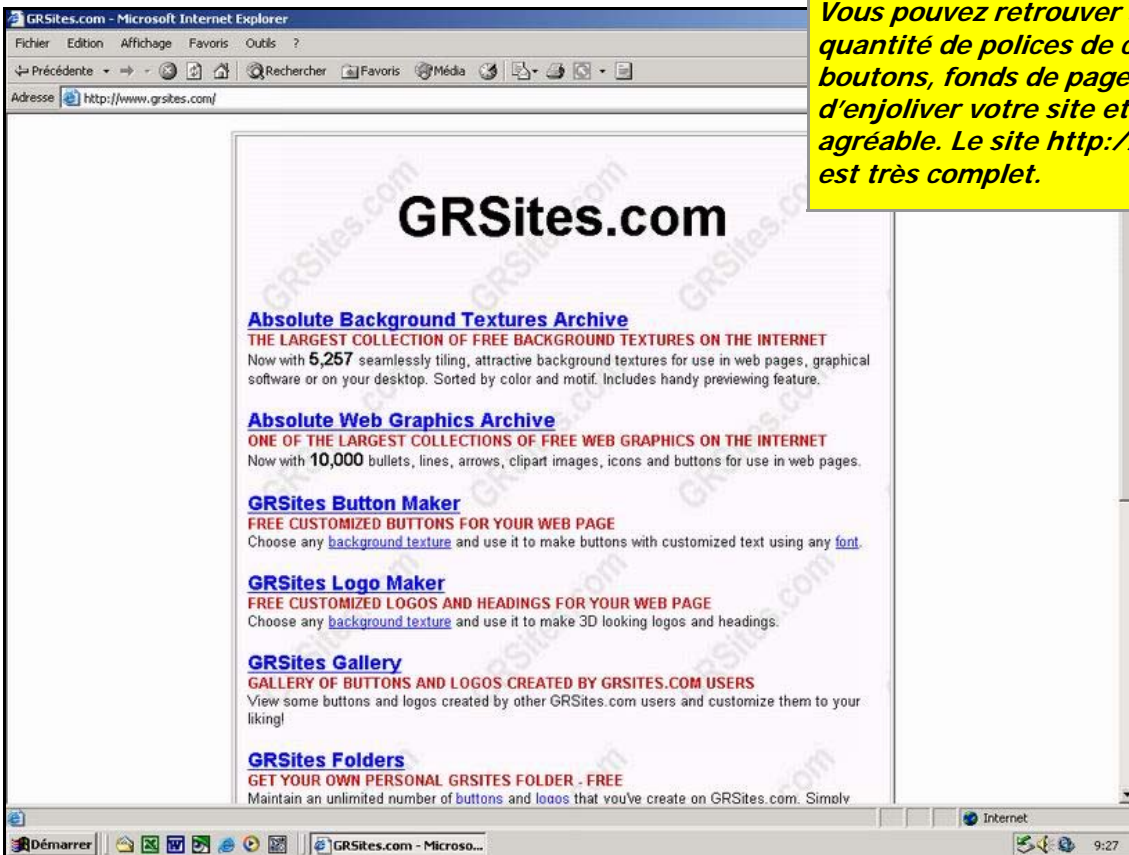 GRSites.com - Microsoft Internet Explorer
Fichier Edition Affichage Favoris Outils ?
Précédente Rechercher Favoris Média
Adresse http://www.grsites.com/
Vous pouvez retrouver
quantité de polices de
boutons, fonds de page
d'enjoliver votre site et
agréable. Le site http:/
est très complet.
GRSites.com
Absolute Background Textures Archive
THE LARGEST COLLECTION OF FREE BACKGROUND TEXTURES ON THE INTERNET
Now with 5,257 seamlessly tiling, attractive background textures for use in web pages, graphical
software or on your desktop. Sorted by color and motif. Includes handy previewing feature.
Absolute Web Graphics Archive
ONE OF THE LARGEST COLLECTIONS OF FREE WEB GRAPHICS ON THE INTERNET
Now with 10,000 bullets, lines, arrows, clipart images, icons and buttons for use in web pages.
GRSites Button Maker
FREE CUSTOMIZED BUTTONS FOR YOUR WEB PAGE
Choose any background texture and use it to make buttons with customized text using any font.
GRSites Logo Maker
FREE CUSTOMIZED LOGOS AND HEADINGS FOR YOUR WEB PAGE
Choose any background texture and use it to make 3D looking logos and headings.
GRSites Gallery
GALLERY OF BUTTONS AND LOGOS CREATED BY GRSITES.COM USERS
View some buttons and logos created by other GRSites.com users and customize them to your
liking!
GRSites Folders
GET YOUR OWN PERSONAL GRSITES FOLDER - FREE
Maintain an unlimited number of buttons and logos that you've create on GRSites.com. Simply
Internet
Démarrer GRSites.com - Microso... 9:27